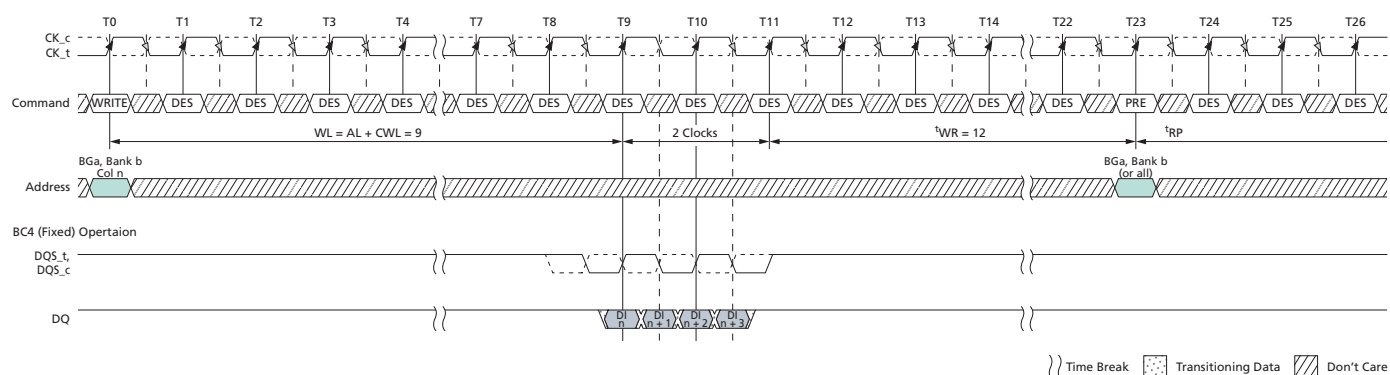 T0 T1 T2 T3 T4 T7 T8 T9 T10 T11 T12 T13 T14 T22 T23 T24 T25 T26
CK_c
CK_t
Command WRITE DES DES DES DES DES DES DES DES DES DES DES DES DES PRE DES DES DES
WL = AL + CWL = 9 2 Clocks tWR = 12 tRP
BGa, Bank b
Col n
BGa, Bank b
(or all)
Address
BC4 (Fixed) Opertaion
DQS_t,
DQS_c
DQ
DI
n
DI
n + 1
DI
n + 2
DI
n + 3
Time Break Transitioning Data Don't Care